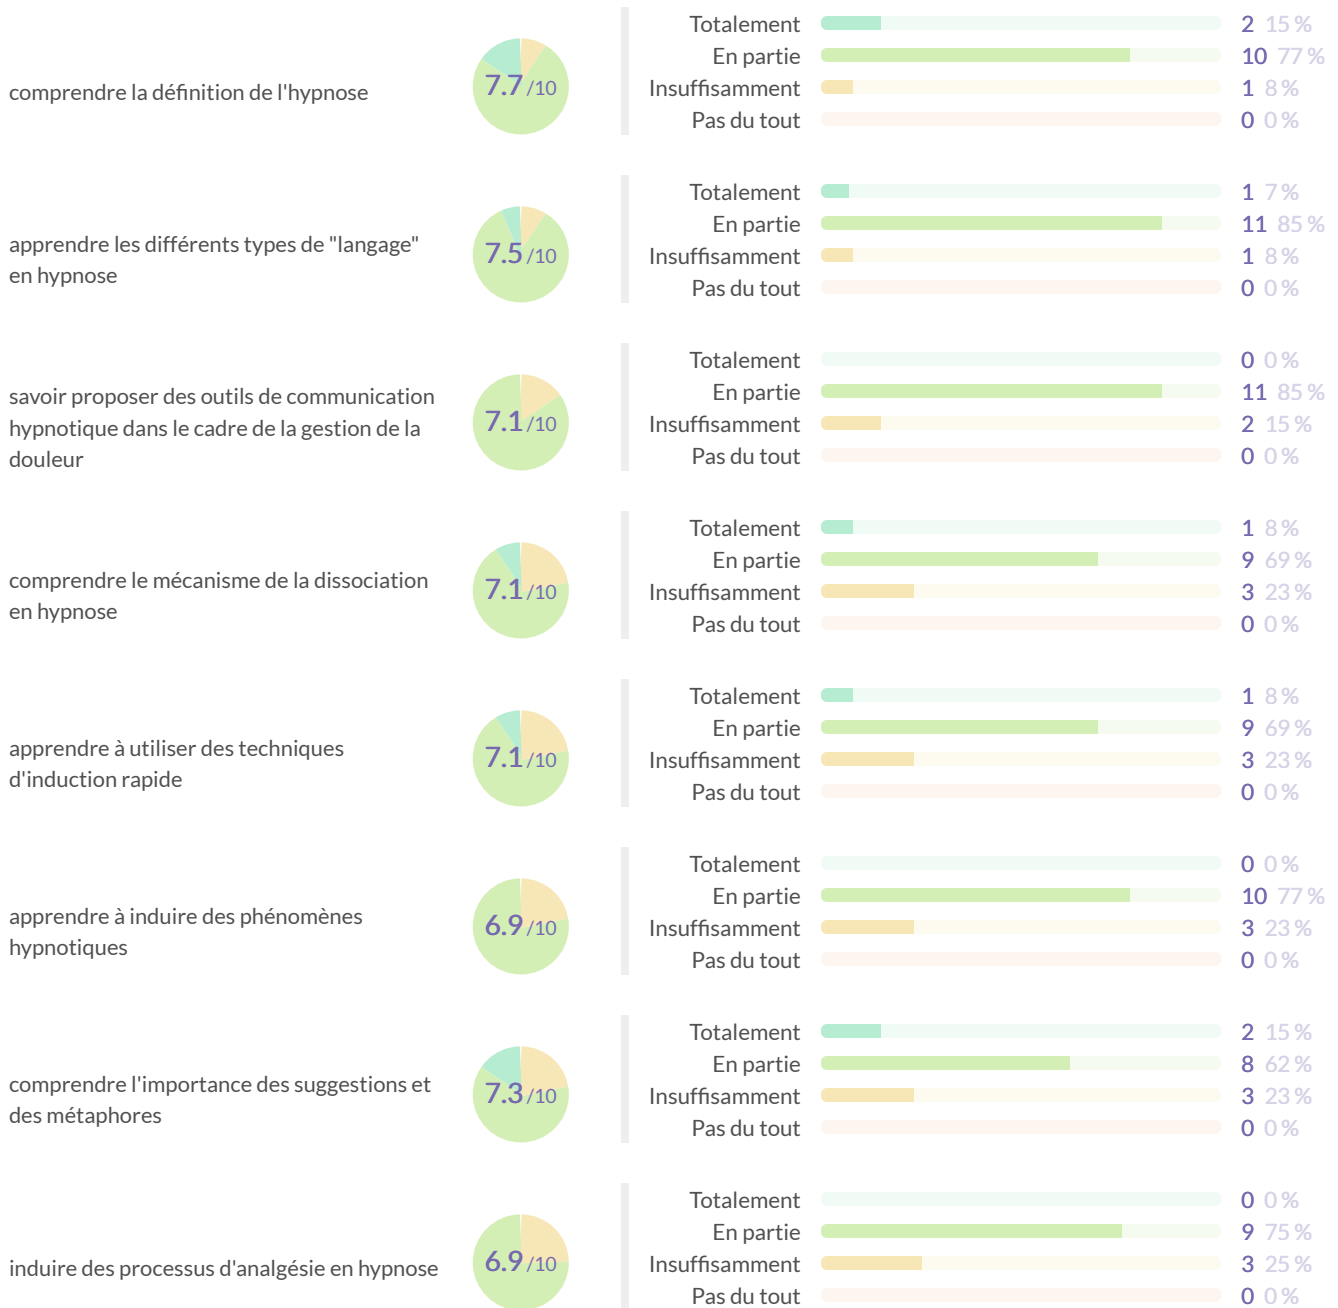 comprendre la définition de l'hypnose
7.7 /10
Totalement 2 15 %
En partie 10 77 %
Insuffisamment 1 8 %
Pas du tout 0 0 %
apprendre les différents types de "langage"
en hypnose
7.5 /10
Totalement 1 7 %
En partie 11 85 %
Insuffisamment 1 8 %
Pas du tout 0 0 %
savoir proposer des outils de communication
hypnotique dans le cadre de la gestion de la
douleur
7.1 /10
Totalement 0 0 %
En partie 11 85 %
Insuffisamment 2 15 %
Pas du tout 0 0 %
comprendre le mécanisme de la dissociation
en hypnose
7.1 /10
Totalement 1 8 %
En partie 9 69 %
Insuffisamment 3 23 %
Pas du tout 0 0 %
apprendre à utiliser des techniques
d'induction rapide
7.1 /10
Totalement 1 8 %
En partie 9 69 %
Insuffisamment 3 23 %
Pas du tout 0 0 %
apprendre à induire des phénomènes
hypnotiques
6.9 /10
Totalement 0 0 %
En partie 10 77 %
Insuffisamment 3 23 %
Pas du tout 0 0 %
comprendre l'importance des suggestions et
des métaphores
7.3 /10
Totalement 2 15 %
En partie 8 62 %
Insuffisamment 3 23 %
Pas du tout 0 0 %
induire des processus d'analgésie en hypnose
6.9 /10
Totalement 0 0 %
En partie 9 75 %
Insuffisamment 3 25 %
Pas du tout 0 0 %